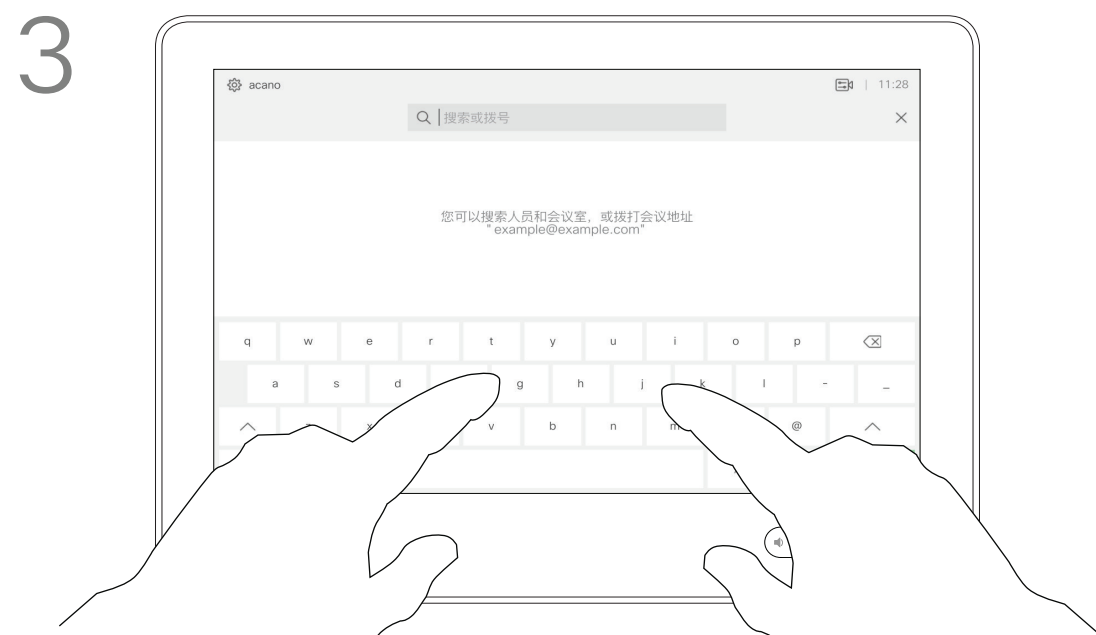 3
acano
11:28
搜索或拨号
您可以搜索人员和会议室，或拨打会议地址
"example@example.com"
q w e r t y u i o p
a s d g h j k l - _
x v b n m @